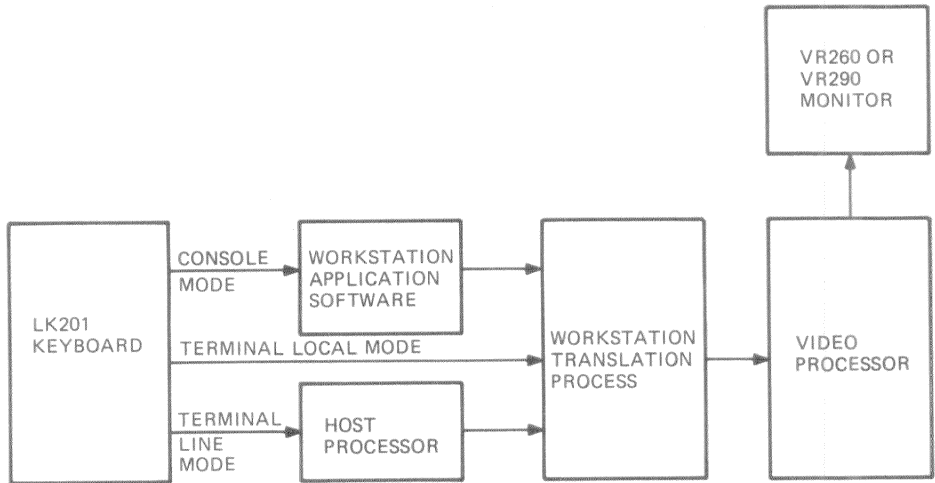 VR260 OR
VR290
MONITOR
LK201
KEYBOARD
CONSOLE
MODE
WORKSTATION
APPLICATION
SOFTWARE
TERMINAL LOCAL MODE
TERMINAL
LINE
MODE
HOST
PROCESSOR
WORKSTATION
TRANSLATION
PROCESS
VIDEO
PROCESSOR